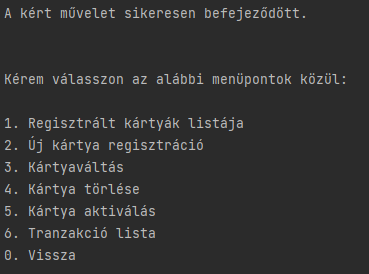 A kért művelet sikeresen befejeződött.
Kérem válasszon az alábbi menüpontok közül:
1. Regisztrált kártyák listája
2. Új kártya regisztráció
3. Kártyaváltás
4. Kártya törlése
5. Kártya aktiválás
6. Tranzakció lista
0. Vissza